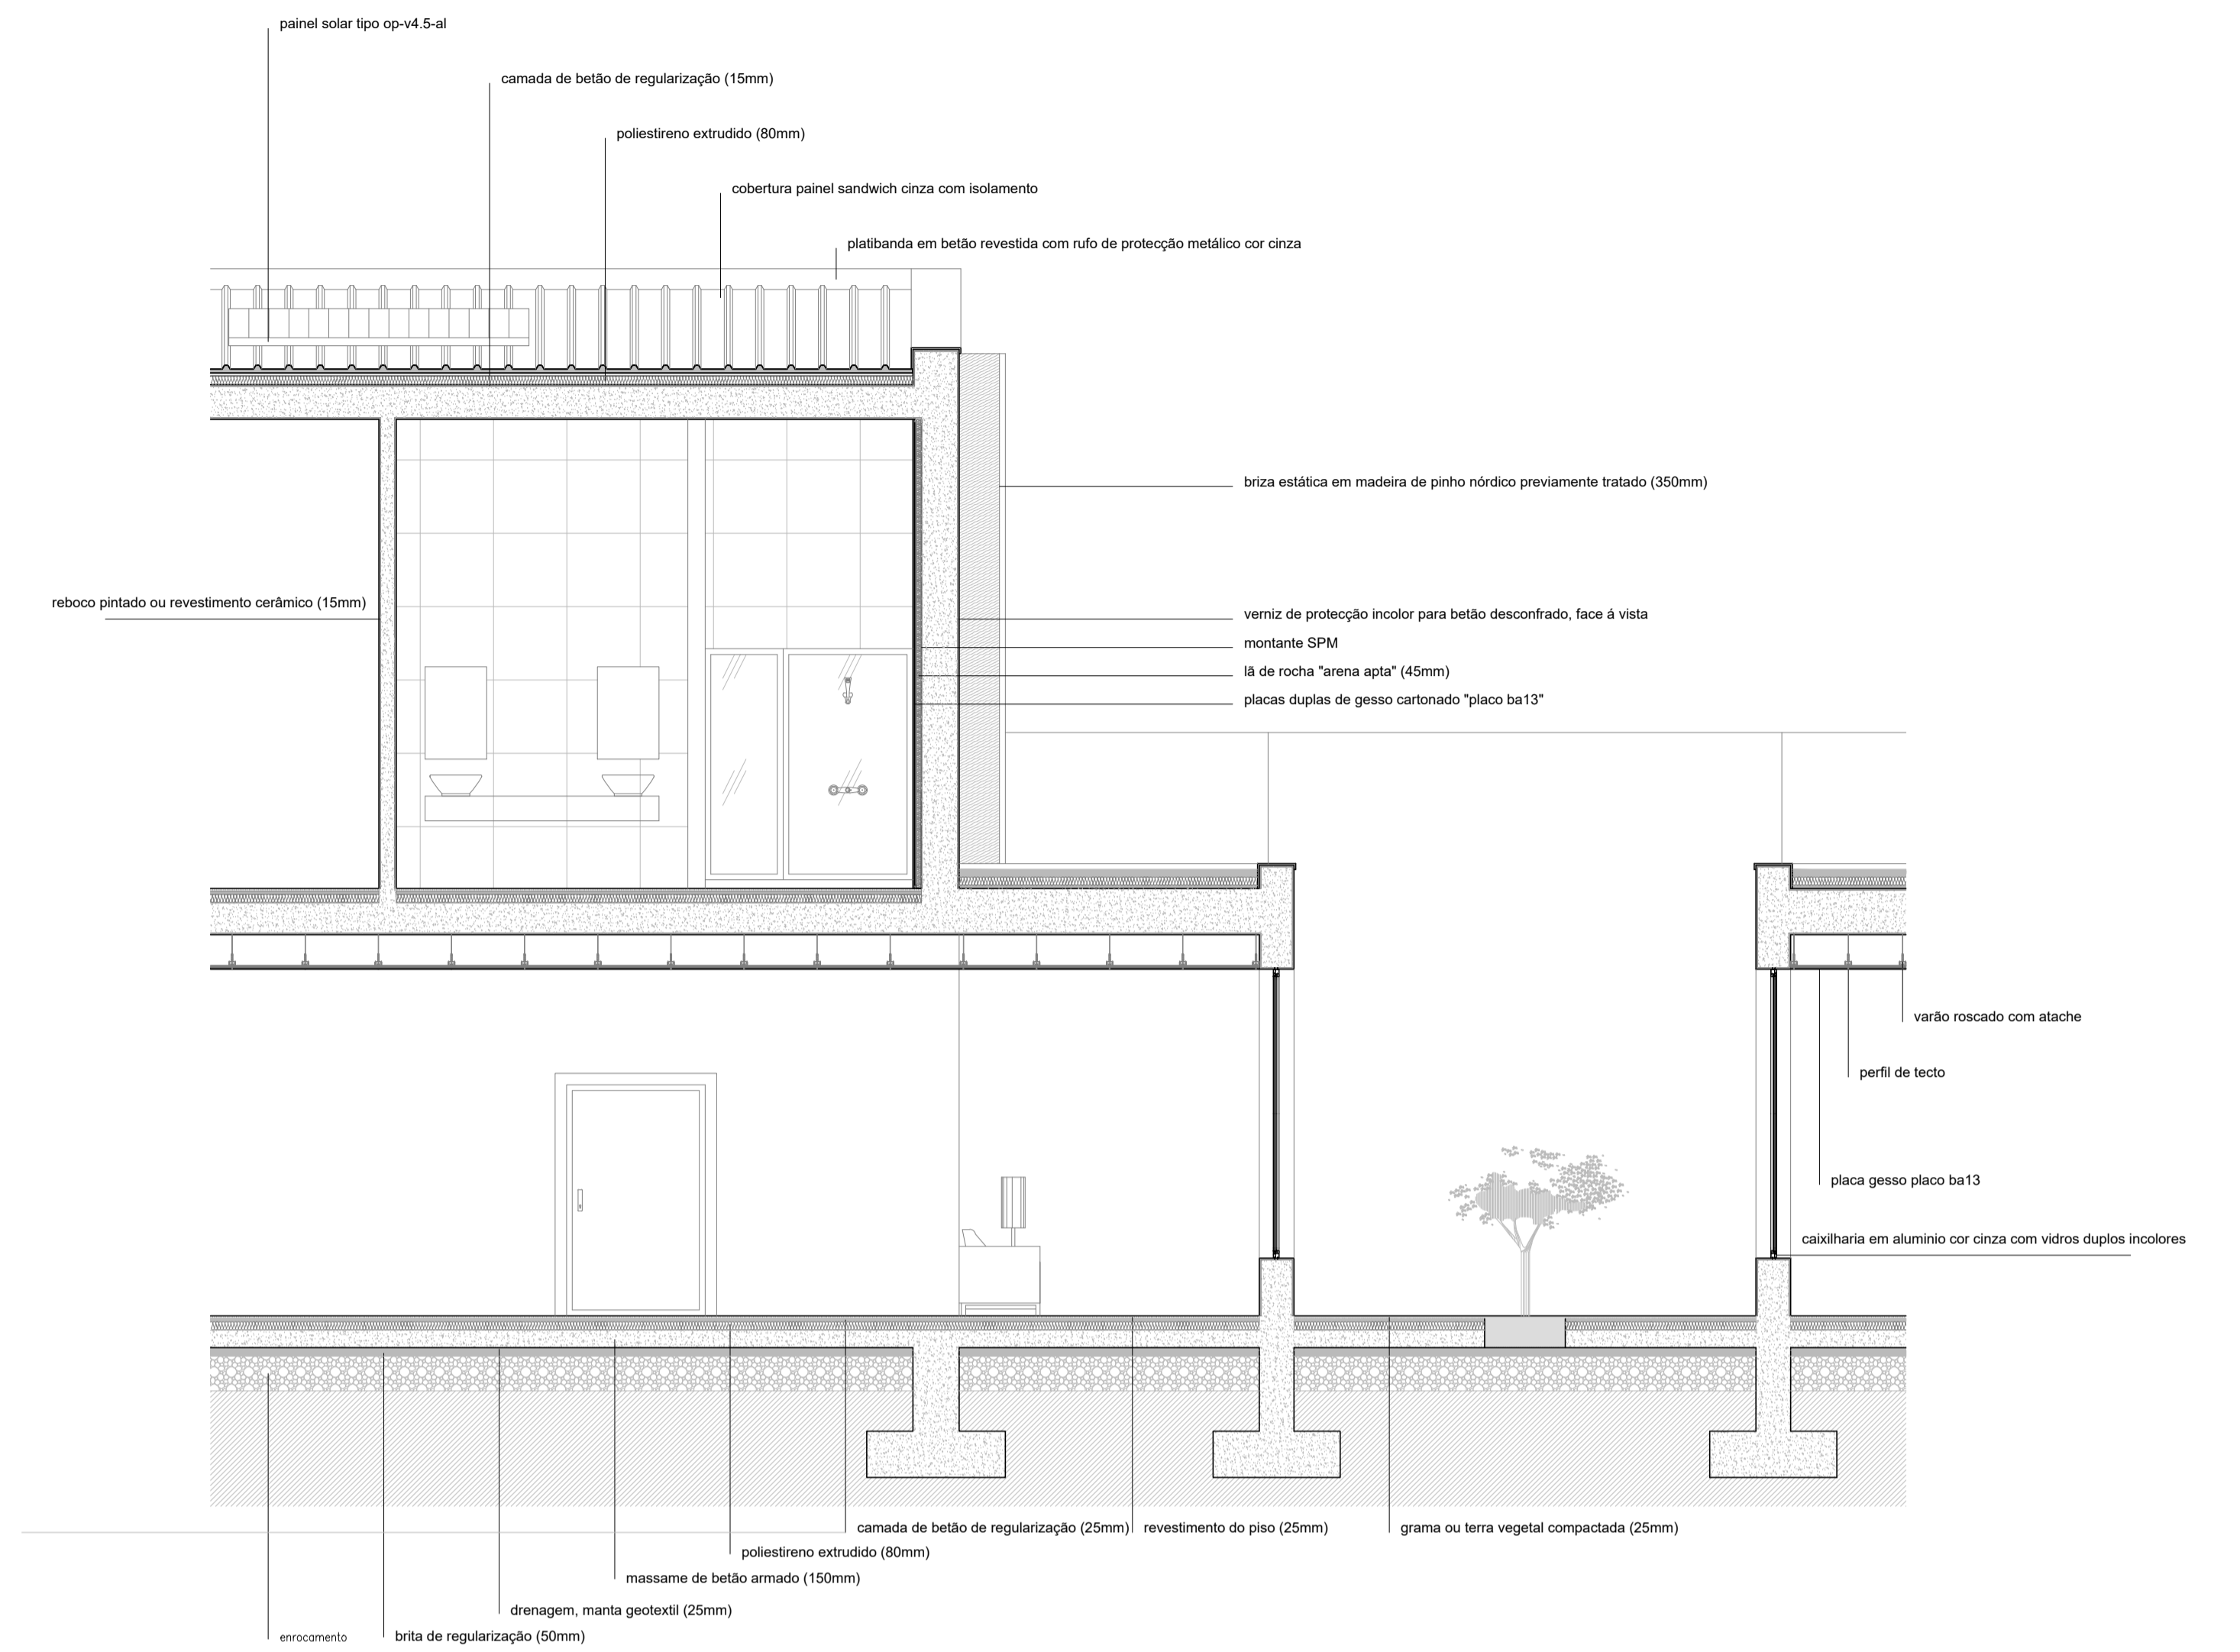 painel solar tipo op-v4.5-al
camada de betão de regularização (15mm)
poliestireno extrudido (80mm)
cobertura painel sandwich cinza com isolamento
platibanda em betão revestida com rufo de protecção metálico cor cinza
briza estática em madeira de pinho nórdico previamente tratado (350mm)
reboco pintado ou revestimento cerâmico (15mm)
verniz de protecção incolor para betão desconfrado, face á vista
montante SPM
lã de rocha "arena apta" (45mm)
placas duplas de gesso cartonado "placo ba13"
varão roscado com atache
perfil de tecto
placa gesso placo ba13
caixilharia em aluminio cor cinza com vidros duplos incolores
camada de betão de regularização (25mm)
revestimento do piso (25mm)
grama ou terra vegetal compactada (25mm)
poliestireno extrudido (80mm)
massame de betão armado (150mm)
drenagem, manta geotextil (25mm)
enrocamento
brita de regularização (50mm)